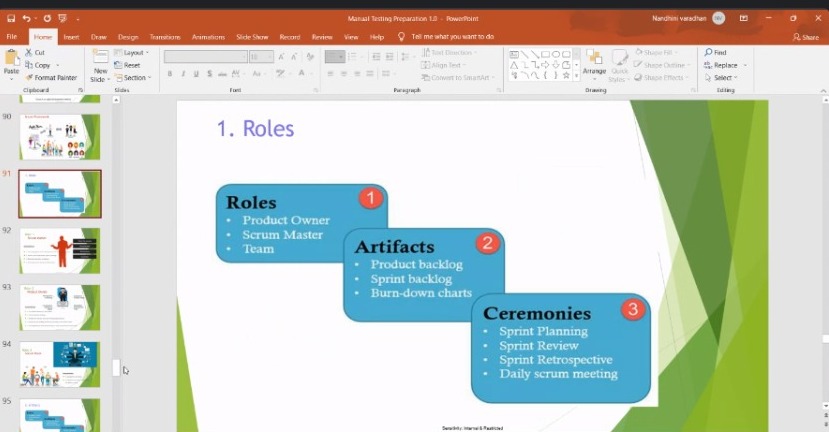 Manual Testing Preparation 1.0 - PowerPoint
Nandhini varadhan
File Home Insert Draw Design Transitions Animations Slide Show Record Review View Help Tell me what you want to do
Share
Paste
Cut
Copy
Format Painter
Clipboard
New Slide
Layout
Reset
Section
Slides
Font
Text Direction
Align Text
Convert to SmartArt
Paragraph
Arrange
Quick Styles
Shape Fill
Shape Outline
Shape Effects
Drawing
Find
Replace
Select
Editing
90
91
92
93
94
95
1. Roles
Roles
1
• Product Owner
• Scrum Master
• Team
Artifacts
2
• Product backlog
• Sprint backlog
• Burn-down charts
Ceremonies
3
• Sprint Planning
• Sprint Review
• Sprint Retrospective
• Daily scrum meeting
Sensitivity: Internal & Restricted